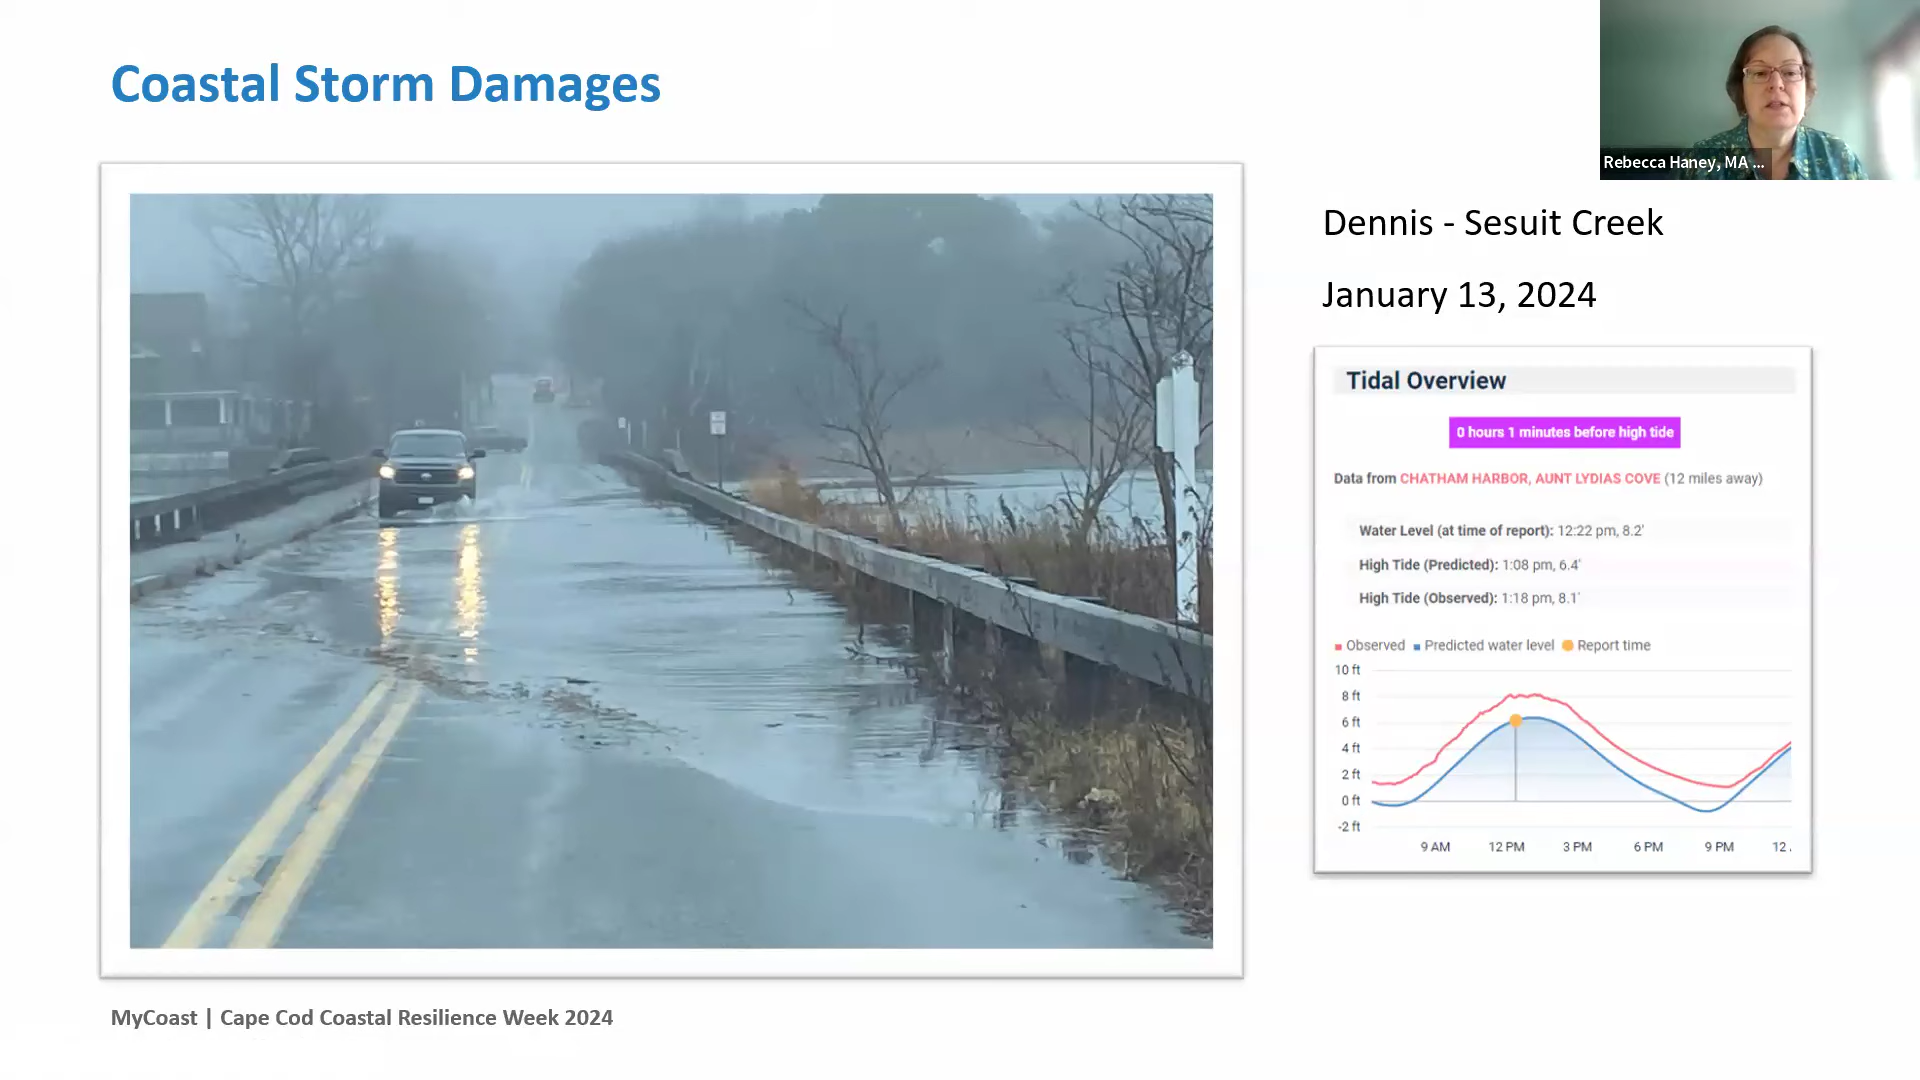 Coastal Storm Damages
Rebecca Haney, MA ...
Dennis - Sesuit Creek
January 13, 2024
Tidal Overview
0 hours 1 minutes before high tide
Data from CHATHAM HARBOR, AUNT LYDIAS COVE (12 miles away)
Water Level (at time of report): 12:22 pm, 8.2'
High Tide (Predicted): 1:08 pm, 6.4'
High Tide (Observed): 1:18 pm, 8.1'
Observed Predicted water level Report time
10 ft
8 ft
6 ft
4 ft
2 ft
0 ft
-2 ft
9 AM 12 PM 3 PM 6 PM 9 PM 12 .
MyCoast | Cape Cod Coastal Resilience Week 2024